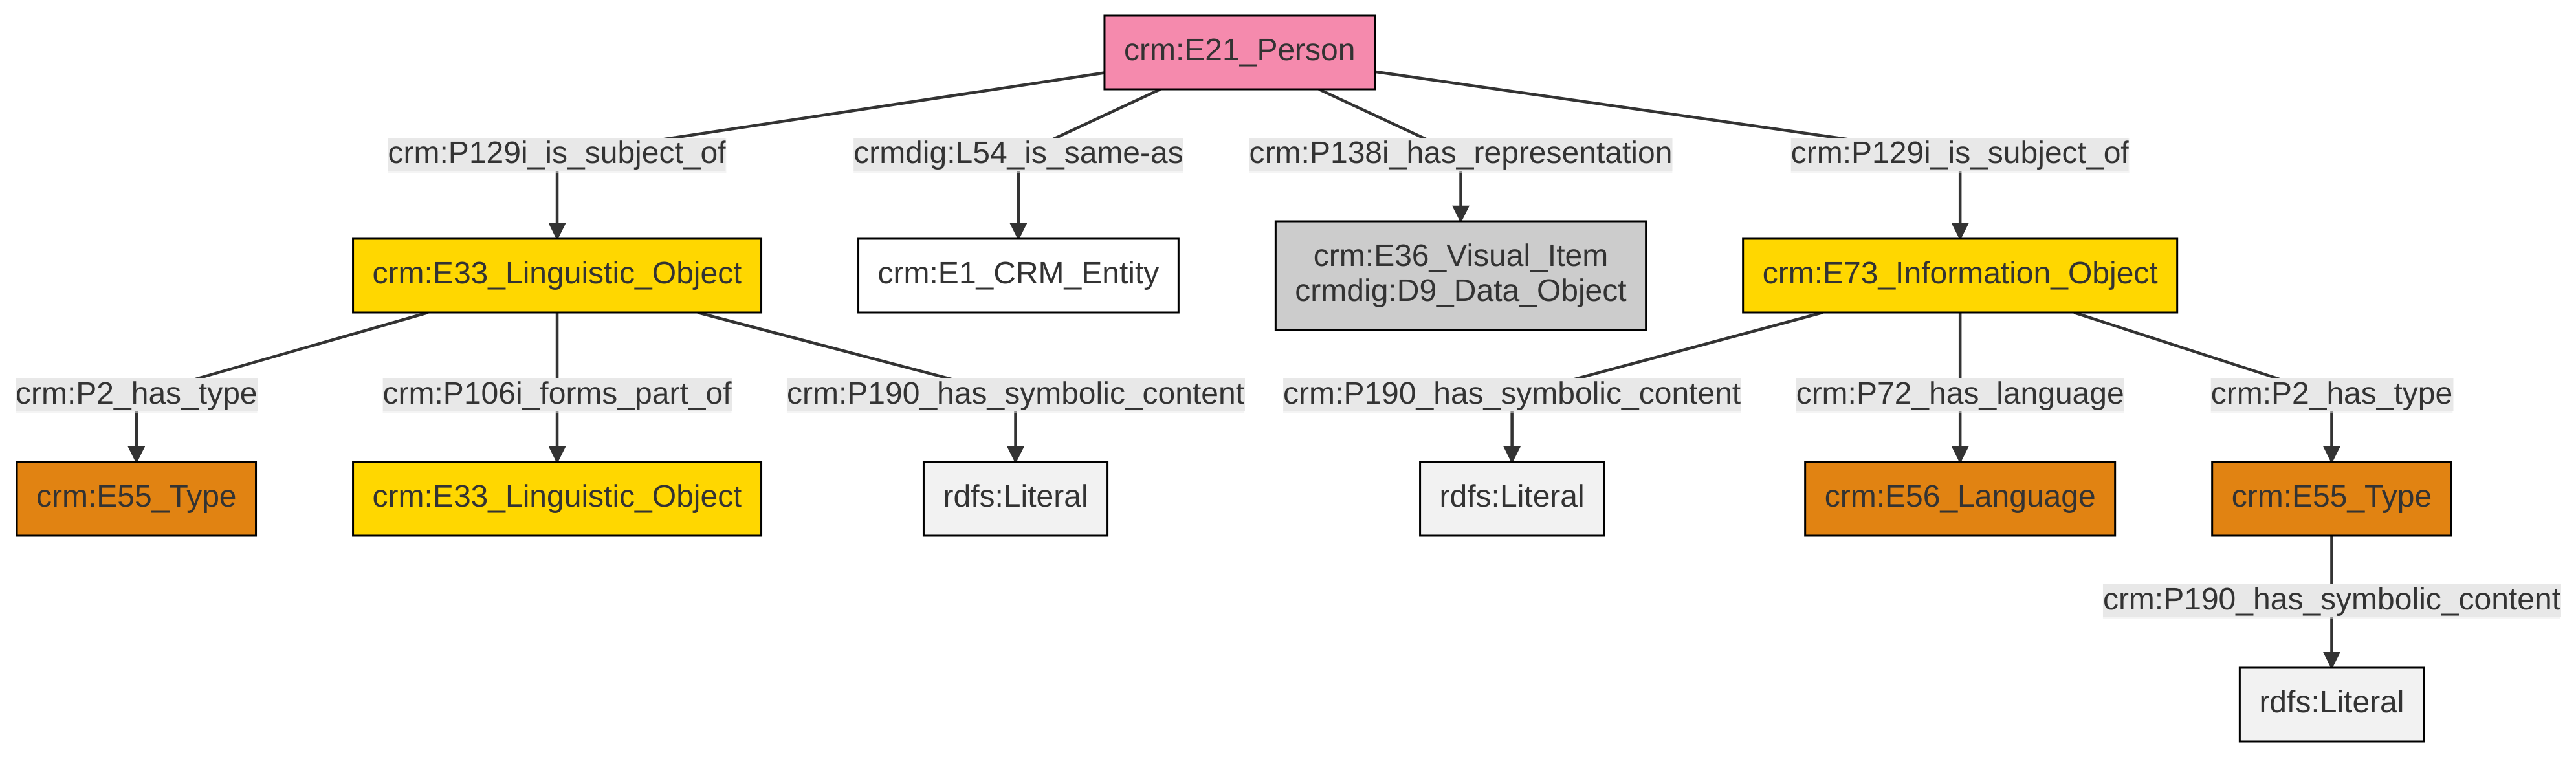 crm:E21_Person
crm:P129i_is_subject_of
crmdig:L54_is_same-as
crm:P138i_has_representation
crm:P129i_is_subject_of
crm:E33_Linguistic_Object
crm:E1_CRM_Entity
crm:E36_Visual_Item
crmdig:D9_Data_Object
crm:E73_Information_Object
crm:P2_has_type
crm:P106i_forms_part_of
crm:P190_has_symbolic_content
crm:P190_has_symbolic_content
crm:P72_has_language
crm:P2_has_type
crm:E55_Type
crm:E33_Linguistic_Object
rdfs:Literal
rdfs:Literal
crm:E56_Language
crm:E55_Type
crm:P190_has_symbolic_content
rdfs:Literal